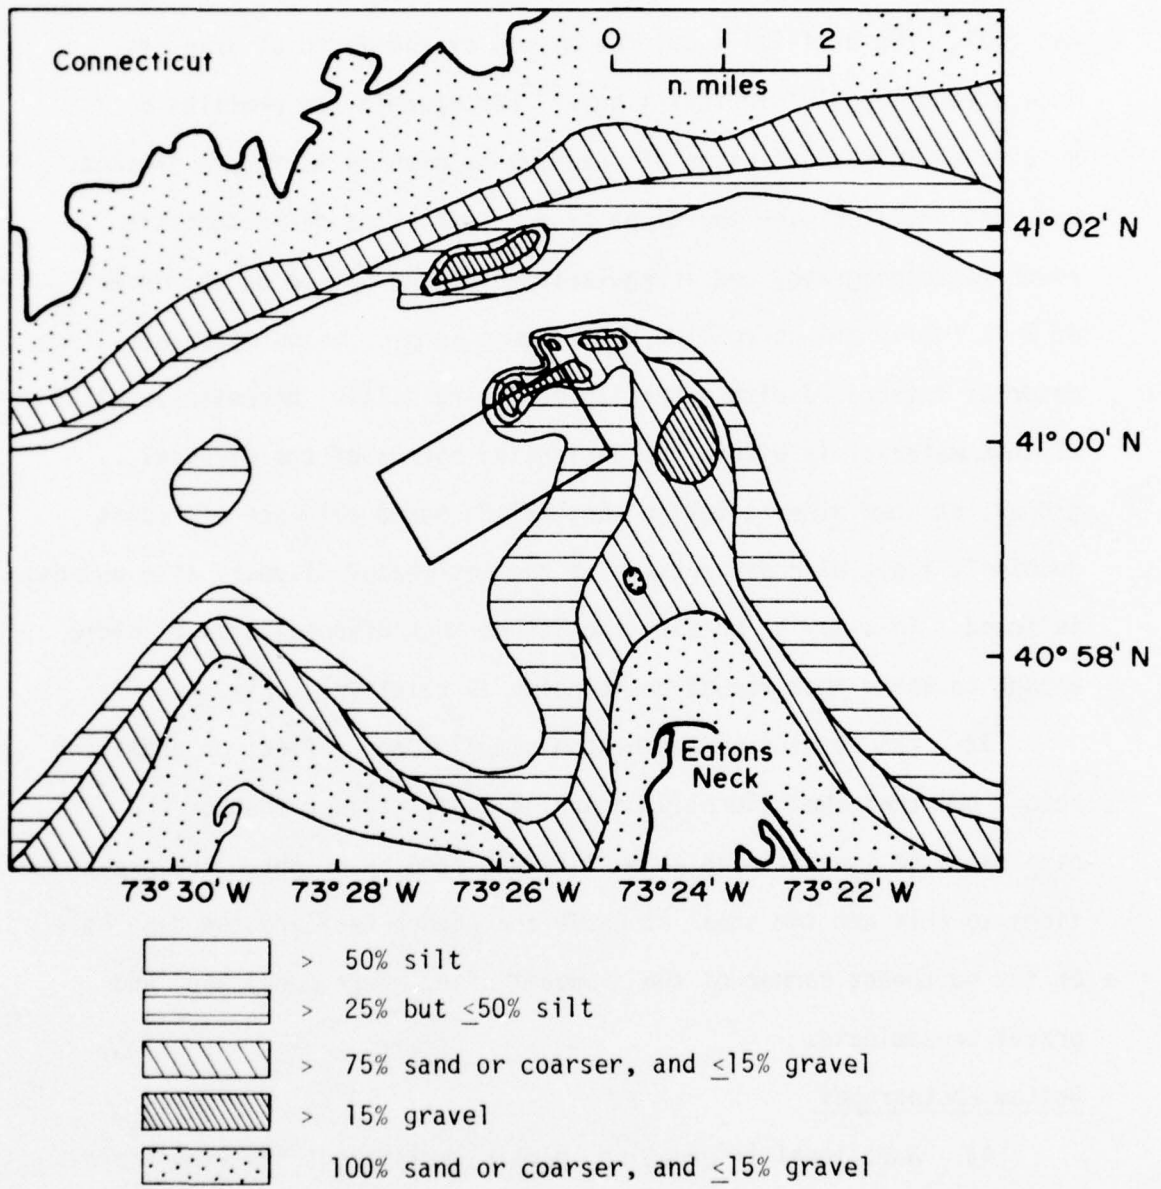 Connecticut
0 1 2
n. miles
41° 02' N
41° 00' N
40° 58' N
Eatons
Neck
73° 30' W 73° 28' W 73° 26' W 73° 24' W 73° 22' W
> 50% silt
> 25% but ≤50% silt
> 75% sand or coarser, and ≤15% gravel
> 15% gravel
100% sand or coarser, and ≤15% gravel